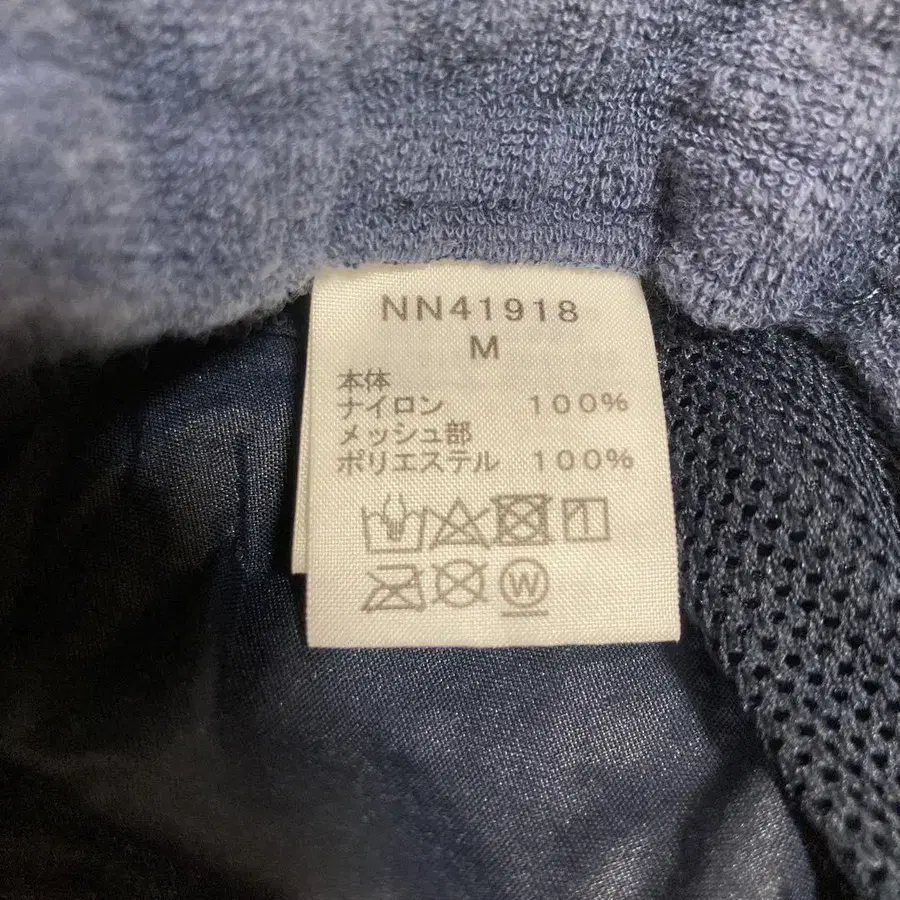 NN41918
M
本体
ナイロン 100%
メッシュ部
ポリエステル 100%
W